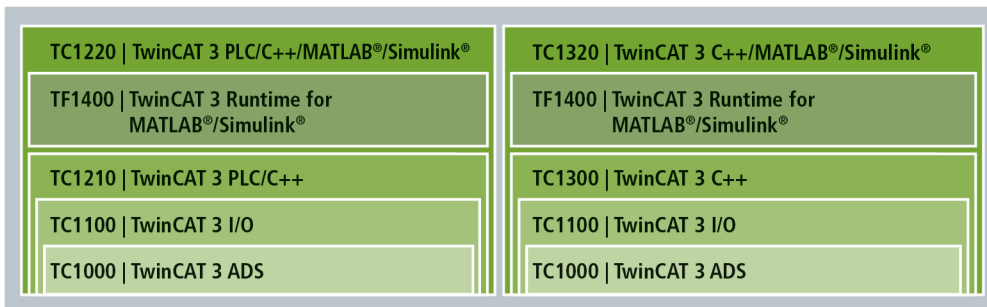 TC1220 | TwinCAT 3 PLC/C++/MATLAB®/Simulink®
TF1400 | TwinCAT 3 Runtime for
MATLAB®/Simulink®
TC1210 | TwinCAT 3 PLC/C++
TC1100 | TwinCAT 3 I/O
TC1000 | TwinCAT 3 ADS
TC1320 | TwinCAT 3 C++/MATLAB®/Simulink®
TF1400 | TwinCAT 3 Runtime for
MATLAB®/Simulink®
TC1300 | TwinCAT 3 C++
TC1100 | TwinCAT 3 I/O
TC1000 | TwinCAT 3 ADS